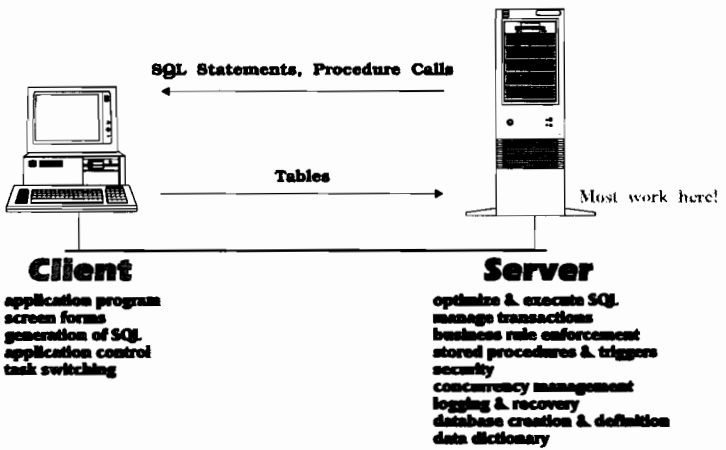 SQL Statements, Procedure Calls
Tables
Most work here!
Client
application program
screen forms
generation of SQL
application control
task switching
Server
optimize & execute SQL
manage transactions
business rule enforcement
stored procedures & triggers
security
concurrency management
logging & recovery
database creation & definition
data dictionary